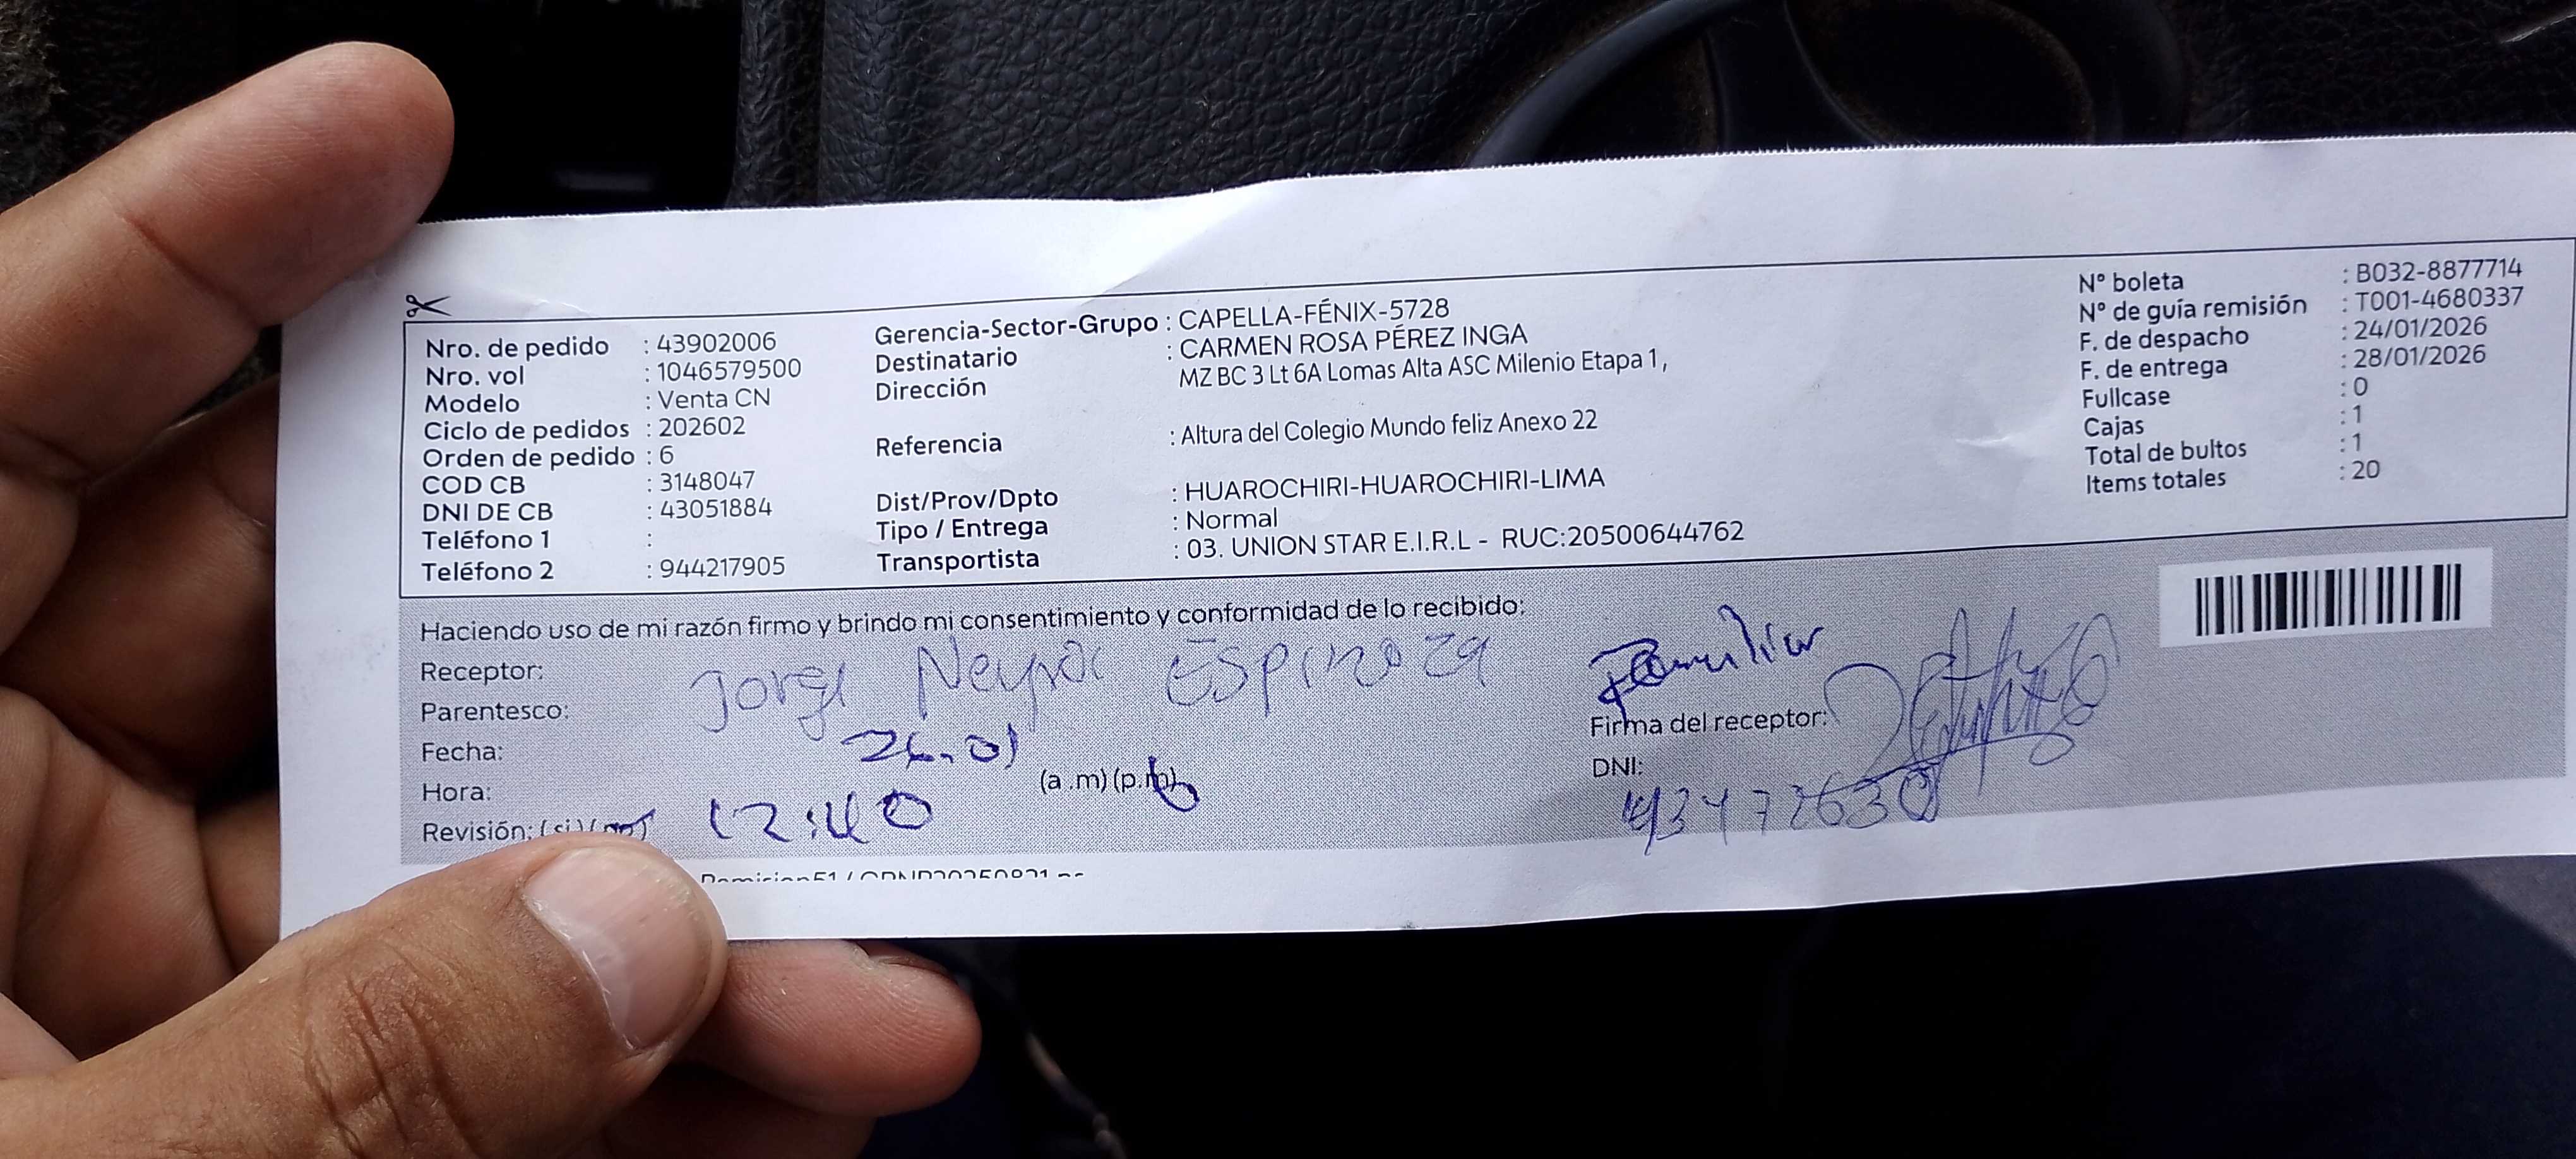 Nro. de pedido : 43902006
Nro. vol : 1046579500
Modelo : Venta CN
Ciclo de pedidos : 202602
Orden de pedido : 6
COD CB : 3148047
DNI DE CB : 43051884
Teléfono 1 :
Teléfono 2 : 944217905
Gerencia-Sector-Grupo : CAPELLA-FÉNIX-5728
Destinatario : CARMEN ROSA PÉREZ INGA
Dirección MZ BC 3 Lt 6A Lomas Alta ASC Milenio Etapa 1,
Referencia : Altura del Colegio Mundo feliz Anexo 22
Dist/Prov/Dpto : HUAROCHIRI-HUAROCHIRI-LIMA
Tipo / Entrega : Normal
Transportista : 03. UNION STAR E.I.R.L - RUC:20500644762
N° boleta : B032-8877714
N° de guía remisión : T001-4680337
F. de despacho : 24/01/2026
F. de entrega : 28/01/2026
Fullcase : 0
Cajas : 1
Total de bultos : 1
Items totales : 20
Haciendo uso de mi razón firmo y brindo mi consentimiento y conformidad de lo recibido:
Receptor: Jorge Neyra Espinoza
Parentesco: Familiar
Fecha:
Hora: 12:40 (a .m) (p.m)
Revisión: (si) (no)
Firma del receptor:
DNI: